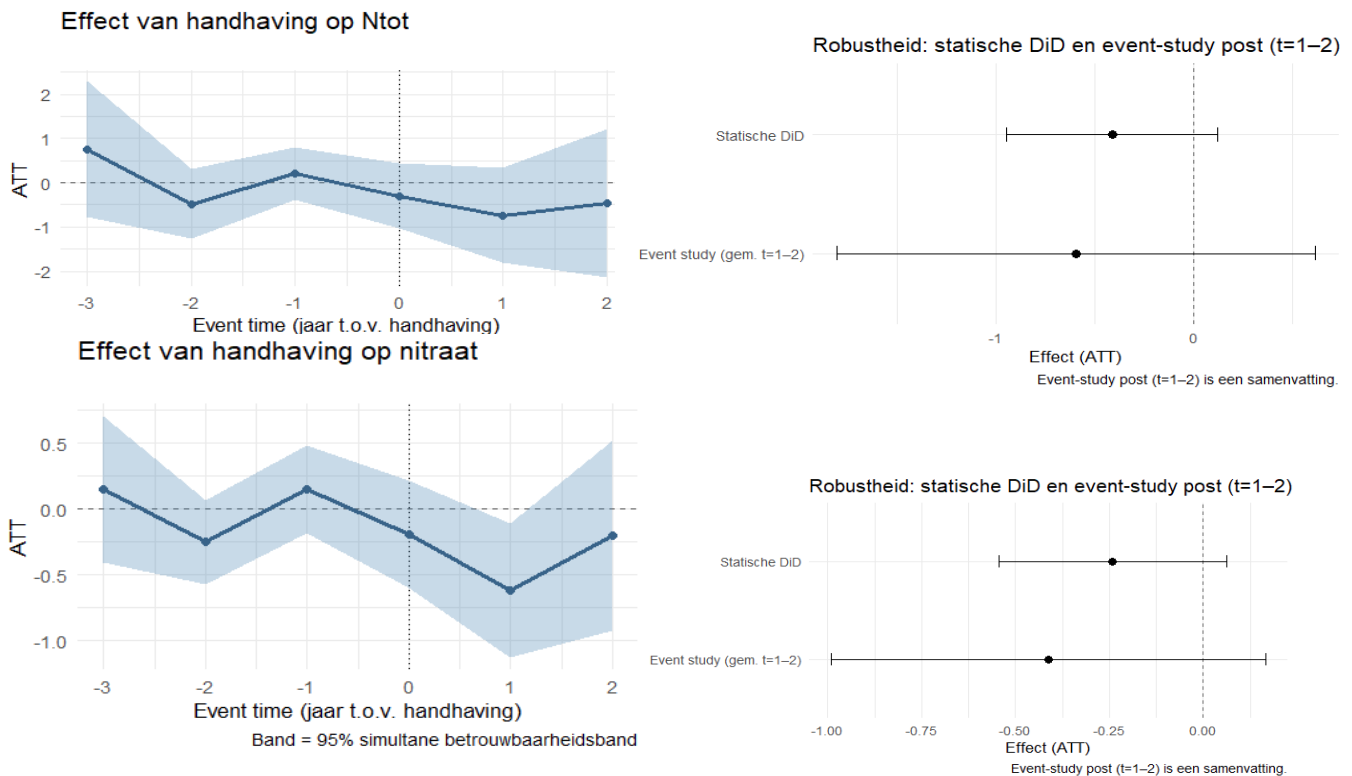 Effect van handhaving op Ntot
ATT
2
1
0
-1
-2
-3
-2
-1
0
1
2
Event time (jaar t.o.v. handhaving)
Robustheid: statische DiD en event-study post (t=1–2)
Statische DiD
Event study (gem. t=1–2)
-1
0
Effect (ATT)
Event-study post (t=1–2) is een samenvatting.
Effect van handhaving op nitraat
ATT
0.5
0.0
-0.5
-1.0
-3
-2
-1
0
1
2
Event time (jaar t.o.v. handhaving)
Band = 95% simultane betrouwbaarheidsband
Robustheid: statische DiD en event-study post (t=1–2)
Statische DiD
Event study (gem. t=1–2)
-1.00
-0.75
-0.50
-0.25
0.00
Effect (ATT)
Event-study post (t=1–2) is een samenvatting.